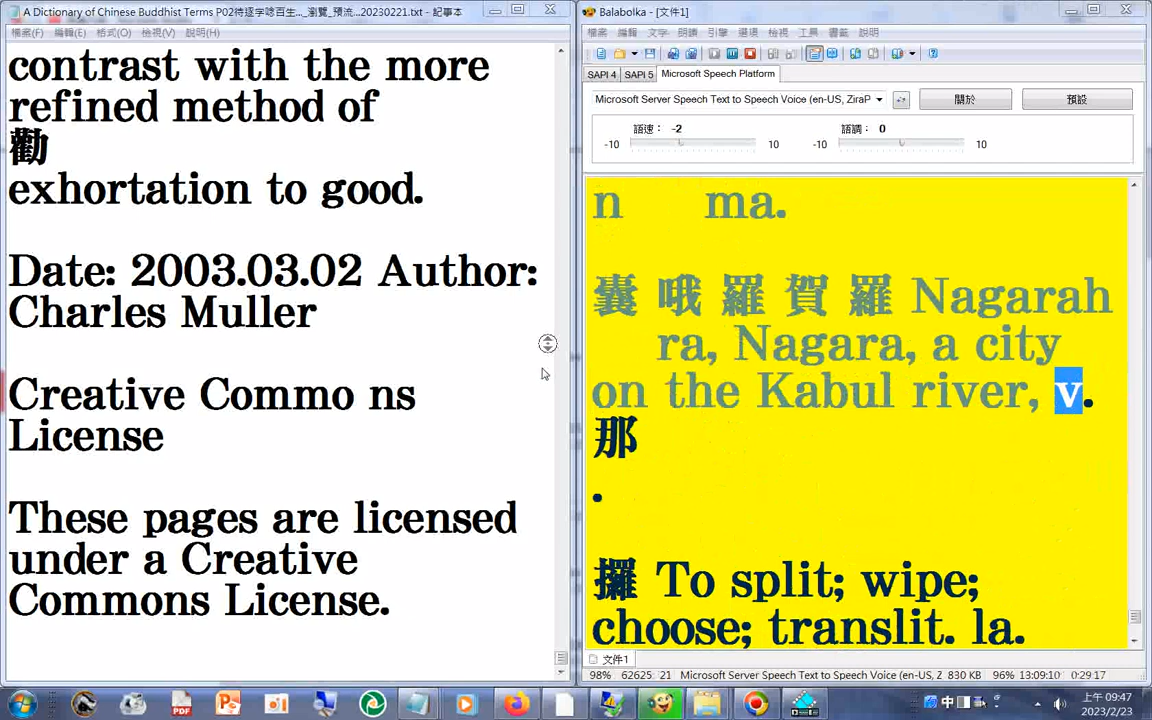 A Dictionary of Chinese Buddhist Terms P02待逐字唸百生..._瀏覽_預流...20230221.txt - 記事本
檔案(F) 編輯(E) 格式(O) 檢視(V) 說明(H)
contrast with the more
refined method of
勸
exhortation to good.
Date: 2003.03.02 Author:
Charles Muller
Creative Commo ns
License
These pages are licensed
under a Creative
Commons License.
Balabolka - [文件1]
檔案 編輯 文字 朗讀 引擎 選項 檢視 工具 書籤 說明
SAPI 4 SAPI 5 Microsoft Speech Platform
Microsoft Server Speech Text to Speech Voice (en-US, ZiraP
關於
預設
語速： -2 語調： 0
-10 10 -10 10
n ma.
囊 哦 羅 賀 羅 Nagarah
ra, Nagara, a city
on the Kabul river, v.
那
.
攞 To split; wipe;
choose; translit. la.
文件1
98% 62625: 21 Microsoft Server Speech Text to Speech Voice (en-US, Z 830 KB 96% 13:09:10 0:29:17
中
上午 09:47
2023/2/23